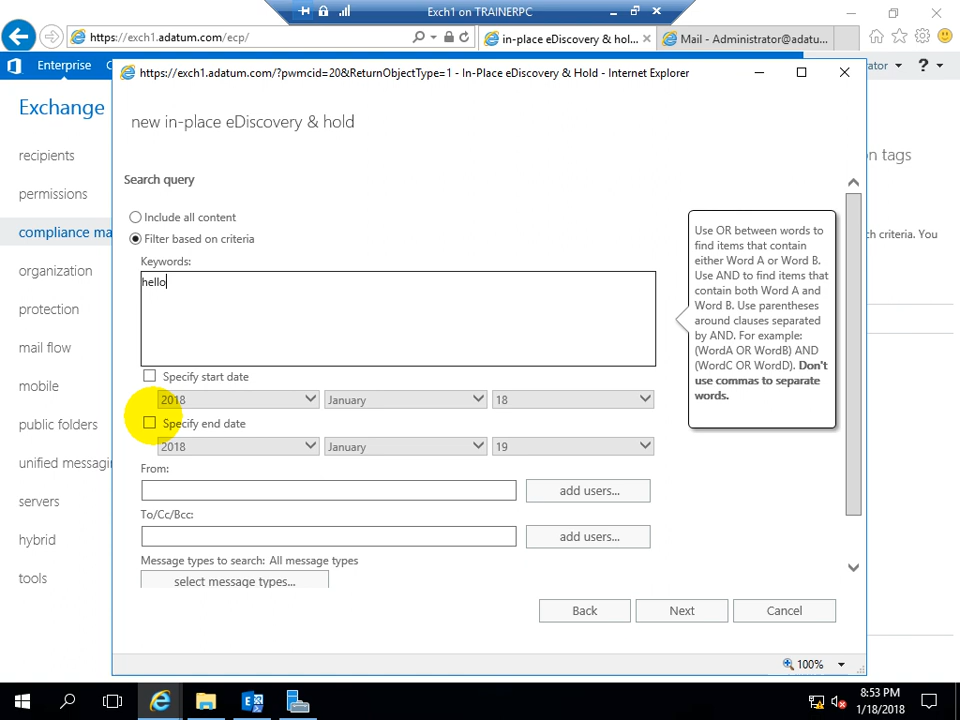 Exch1 on TRAINERPC
https://exch1.adatum.com/ecp/
in-place eDiscovery & hol...
Mail - Administrator@adatu...
Enterprise
ator
?
https://exch1.adatum.com/?pwmcid=20&ReturnObjectType=1 - In-Place eDiscovery & Hold - Internet Explorer
Exchange
new in-place eDiscovery & hold
recipients
n tags
Search query
permissions
Include all content
Use OR between words to
find items that contain
either Word A or Word B.
Use AND to find items that
contain both Word A and
Word B. Use parentheses
around clauses separated
by AND. For example:
(WordA OR WordB) AND
(WordC OR WordD). Don't
use commas to separate
words.
compliance ma
ch criteria. You
Filter based on criteria
Keywords:
hello
organization
protection
mail flow
mobile
public folders
unified messagin
servers
hybrid
tools
Specify start date
2018 January 18
Specify end date
2018 January 19
From:
add users...
To/Cc/Bcc:
add users...
Message types to search: All message types
select message types...
Back Next Cancel
100%
8:53 PM
1/18/2018